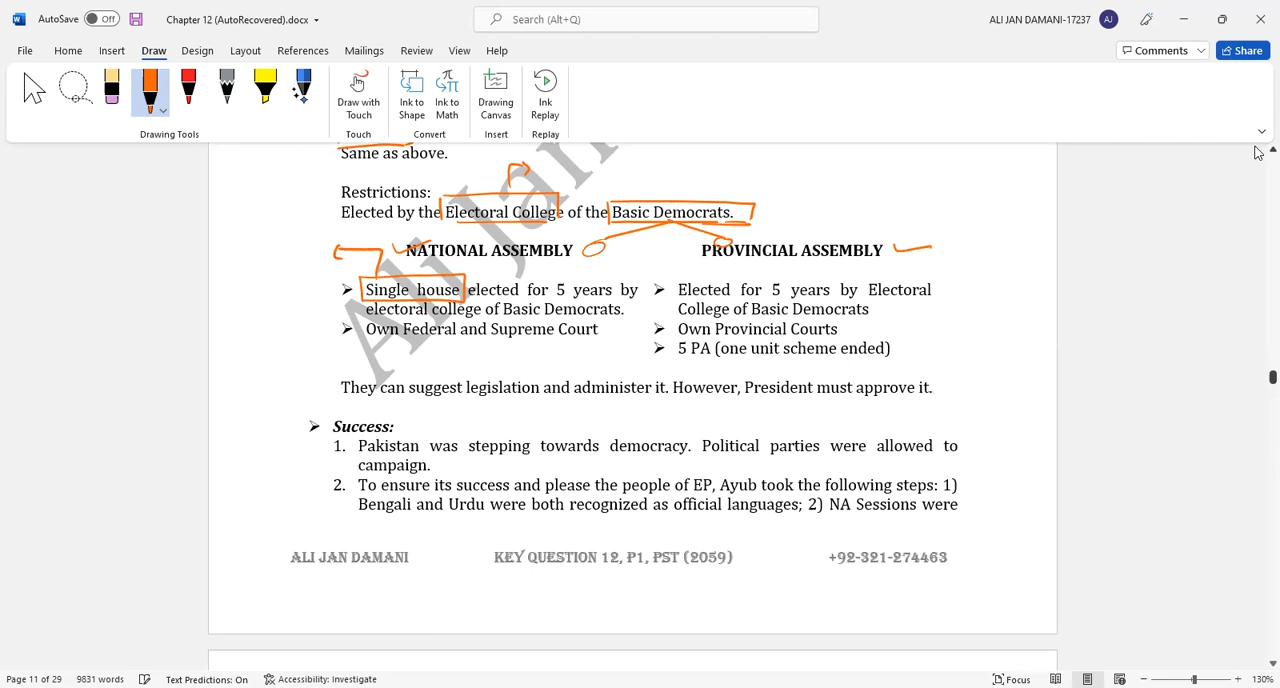 AutoSave Off Chapter 12 (AutoRecovered).docx Search (Alt+Q) ALI JAN DAMANI-17237 AJ
File Home Insert Draw Design Layout References Mailings Review View Help Comments Share
Draw with Touch
Ink to Shape
Ink to Math
Drawing Canvas
Ink Replay
Drawing Tools Touch Convert Insert Replay
Same as above.
Restrictions:
Elected by the Electoral College of the Basic Democrats.
NATIONAL ASSEMBLY
Single house elected for 5 years by
electoral college of Basic Democrats.
Own Federal and Supreme Court
PROVINCIAL ASSEMBLY
Elected for 5 years by Electoral
College of Basic Democrats
Own Provincial Courts
5 PA (one unit scheme ended)
They can suggest legislation and administer it. However, President must approve it.
Success:
1. Pakistan was stepping towards democracy. Political parties were allowed to
campaign.
2. To ensure its success and please the people of EP, Ayub took the following steps: 1)
Bengali and Urdu were both recognized as official languages; 2) NA Sessions were
ALI JAN DAMANI KEY QUESTION 12, P1, PST (2059) +92-321-274463
Ali Jan
Page 11 of 29 9831 words Text Predictions: On Accessibility: Investigate Focus 130%